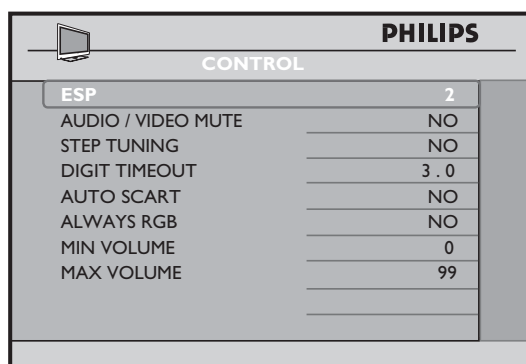 PHILIPS
CONTROL
ESP 2
AUDIO / VIDEO MUTE NO
STEP TUNING NO
DIGIT TIMEOUT 3 . 0
AUTO SCART NO
ALWAYS RGB NO
MIN VOLUME 0
MAX VOLUME 99